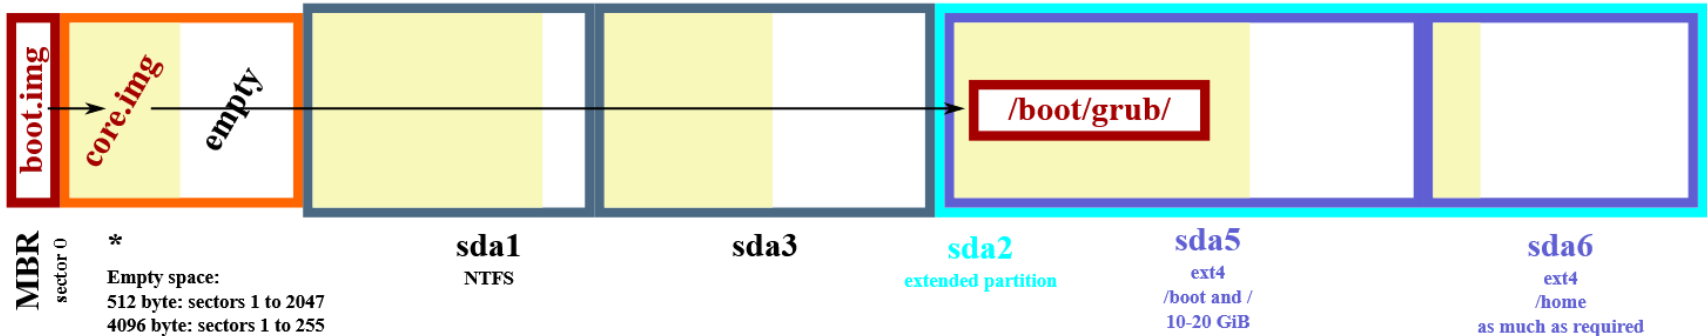 boot.img
core.img
empty
/boot/grub/
MBR
sector 0
*
Empty space:
512 byte: sectors 1 to 2047
4096 byte: sectors 1 to 255
sda1
NTFS
sda3
sda2
extended partition
sda5
ext4
/boot and /
10-20 GiB
sda6
ext4
/home
as much as required